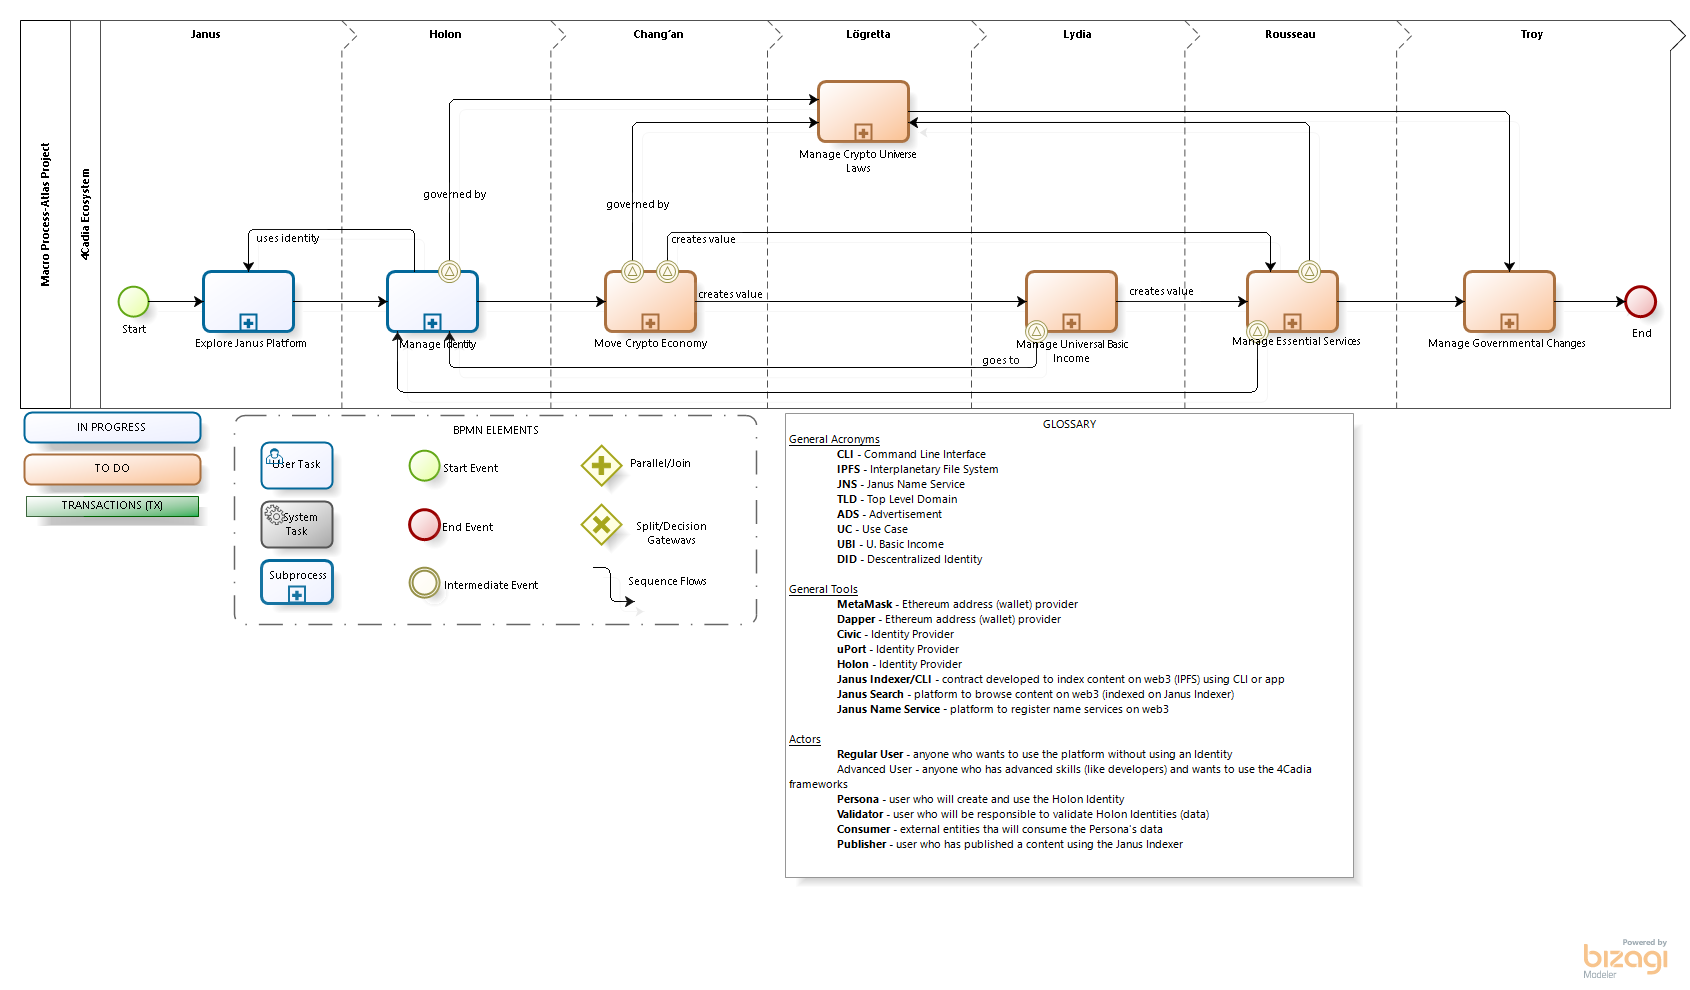 Macro Process-Atlas Project
4Cadia Ecosystem
Janus
Holon
Chang´an
Lögretta
Lydia
Rousseau
Troy
Manage Crypto Universe
Laws
governed by
governed by
uses identity
creates value
creates value
creates value
Start
Explore Janus Platform
Manage Identity
Move Crypto Economy
goes to
Manage Universal Basic
Income
Manage Essential Services
Manage Governmental Changes
End
IN PROGRESS
TO DO
TRANSACTIONS (TX)
BPMN ELEMENTS
User Task
Start Event
Parallel/Join
System
Task
End Event
Split/Decision
Gateways
Subprocess
Intermediate Event
Sequence Flows
GLOSSARY
General Acronyms
CLI - Command Line Interface
IPFS - Interplanetary File System
JNS - Janus Name Service
TLD - Top Level Domain
ADS - Advertisement
UC - Use Case
UBI - U. Basic Income
DID - Descentralized Identity
General Tools
MetaMask - Ethereum address (wallet) provider
Dapper - Ethereum address (wallet) provider
Civic - Identity Provider
uPort - Identity Provider
Holon - Identity Provider
Janus Indexer/CLI - contract developed to index content on web3 (IPFS) using CLI or app
Janus Search - platform to browse content on web3 (indexed on Janus Indexer)
Janus Name Service - platform to register name services on web3
Actors
Regular User - anyone who wants to use the platform without using an Identity
Advanced User - anyone who has advanced skills (like developers) and wants to use the 4Cadia
frameworks
Persona - user who will create and use the Holon Identity
Validator - user who will be responsible to validate Holon Identities (data)
Consumer - external entities tha will consume the Persona's data
Publisher - user who has published a content using the Janus Indexer
Powered by
bizagi
Modeler